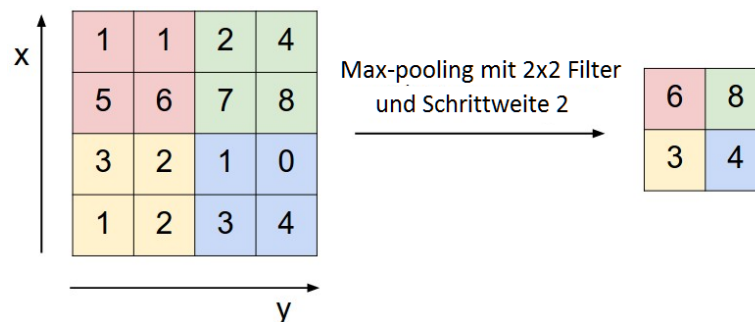 x
1 1 2 4
5 6 7 8
3 2 1 0
1 2 3 4
y
Max-pooling mit 2x2 Filter
und Schrittweite 2
6 8
3 4